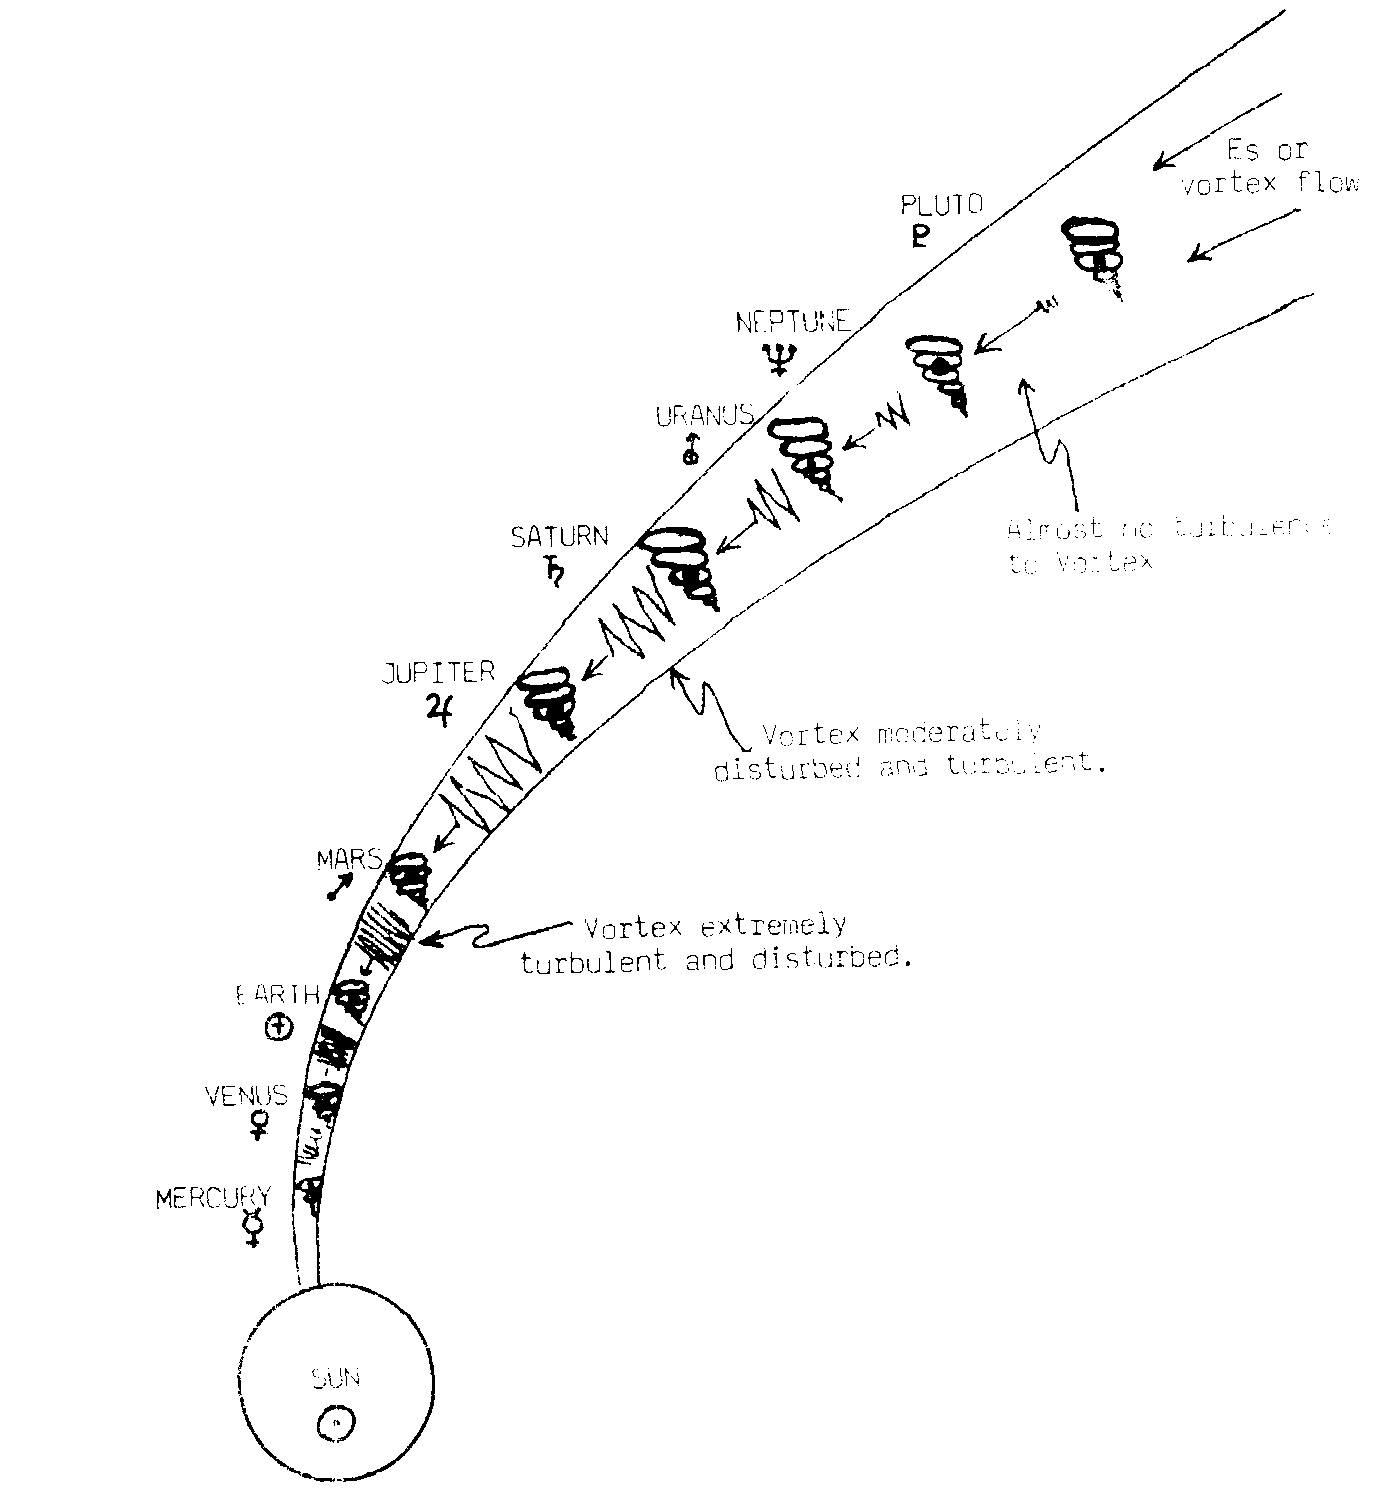 Es or
vortex flow
PLUTO
♇
NEPTUNE
♆
URANUS
⛢
SATURN
♄
Almost no turbulence
to Vortex
JUPITER
♃
Vortex moderately
disturbed and turbulent.
MARS
♂
Vortex extremely
turbulent and disturbed.
EARTH
⊕
VENUS
♀
MERCURY
☿
SUN
☉